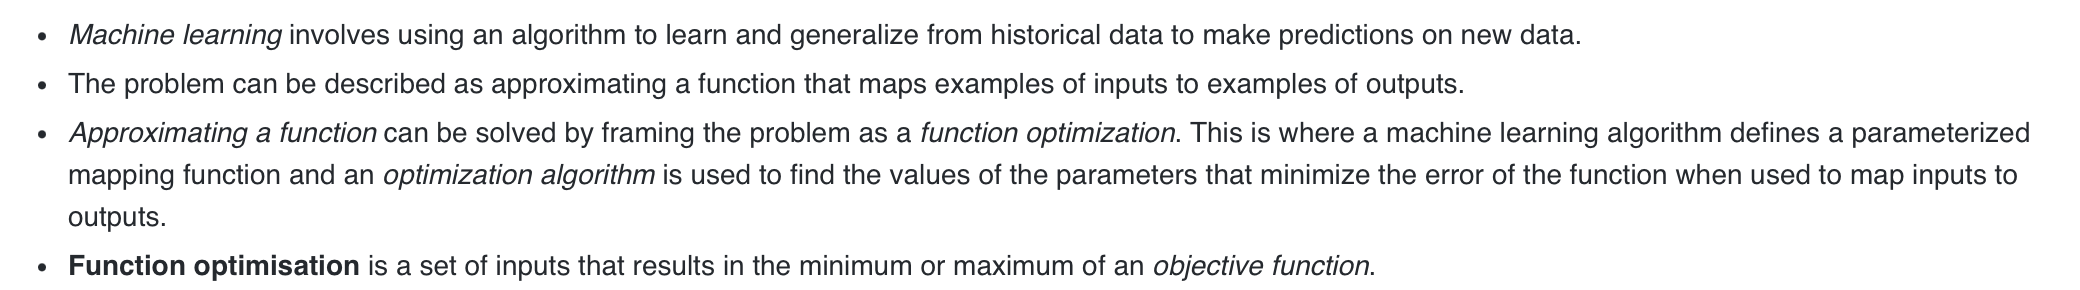 • Machine learning involves using an algorithm to learn and generalize from historical data to make predictions on new data.
• The problem can be described as approximating a function that maps examples of inputs to examples of outputs.
• Approximating a function can be solved by framing the problem as a function optimization. This is where a machine learning algorithm defines a parameterized
mapping function and an optimization algorithm is used to find the values of the parameters that minimize the error of the function when used to map inputs to
outputs.
• Function optimisation is a set of inputs that results in the minimum or maximum of an objective function.